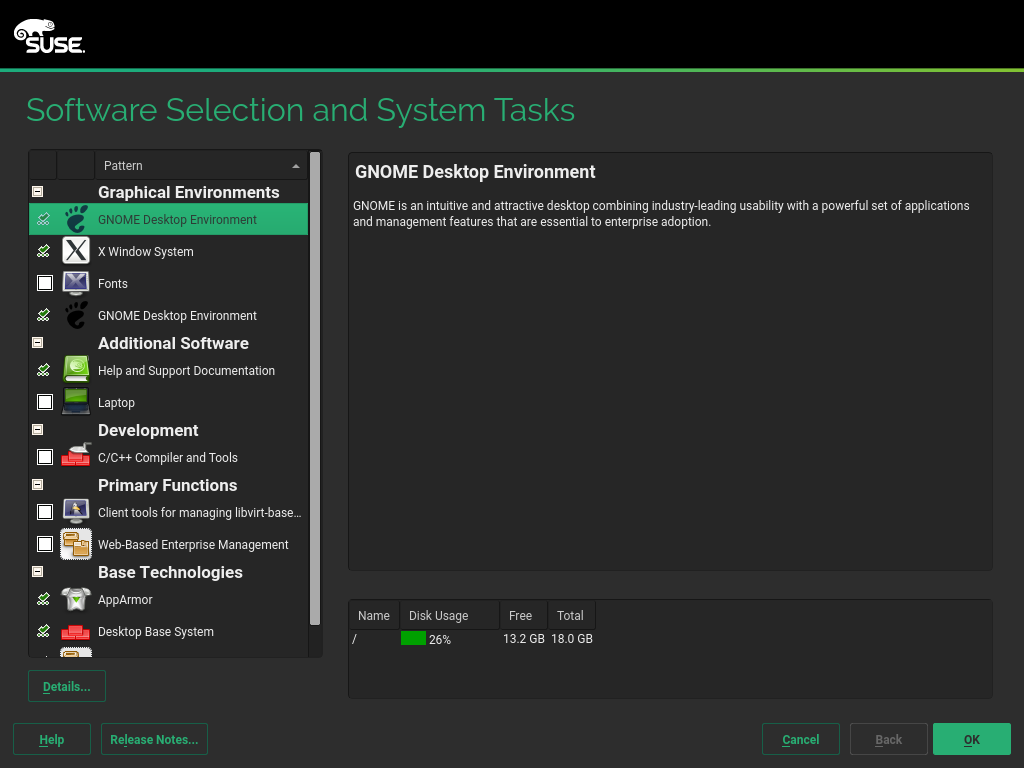 SUSE
Software Selection and System Tasks
Pattern
Graphical Environments
GNOME Desktop Environment
X Window System
Fonts
GNOME Desktop Environment
Additional Software
Help and Support Documentation
Laptop
Development
C/C++ Compiler and Tools
Primary Functions
Client tools for managing libvirt-base…
Web-Based Enterprise Management
Base Technologies
AppArmor
Desktop Base System
Details...
GNOME Desktop Environment
GNOME is an intuitive and attractive desktop combining industry-leading usability with a powerful set of applications
and management features that are essential to enterprise adoption.
Name Disk Usage Free Total
/ 26% 13.2 GB 18.0 GB
Help Release Notes... Cancel Back OK